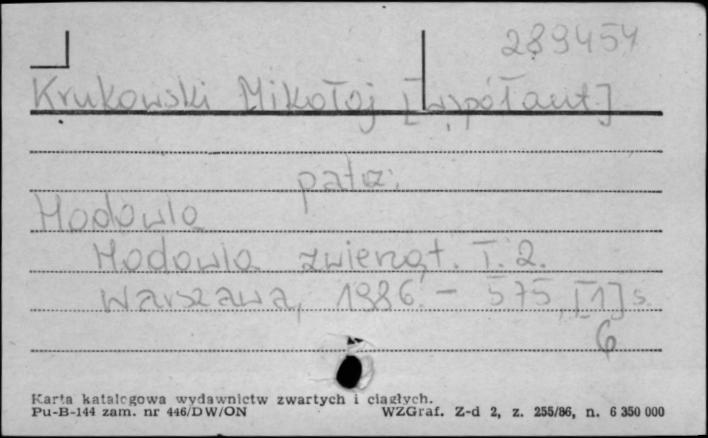 289454
Krukowski Mikołaj [współaut]
patrz:
Hodowla
Hodowla zwierząt. T. 2.
Warszawa, 1986. - 575, [1] s.
6
Karta katalogowa wydawnictw zwartych i ciągłych.
Pu-B-144 zam. nr 446/DW/ON WZGraf. Z-d 2, z. 255/86, n. 6 350 000